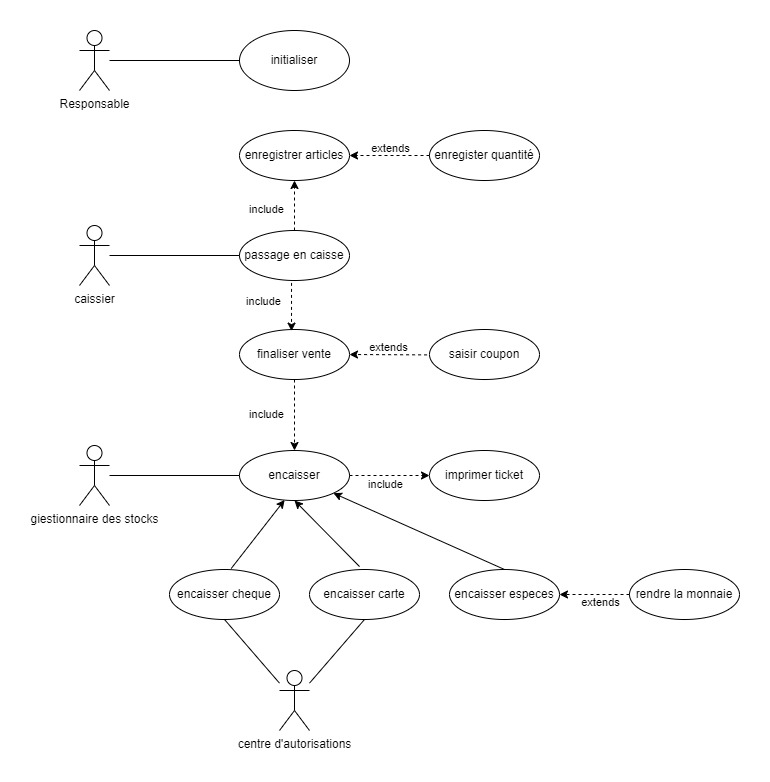 initialiser
Responsable
enregistrer articles
extends
enregister quantité
include
passage en caisse
caissier
include
finaliser vente
extends
saisir coupon
include
encaisser
include
imprimer ticket
giestionnaire des stocks
encaisser cheque
encaisser carte
encaisser especes
extends
rendre la monnaie
centre d'autorisations